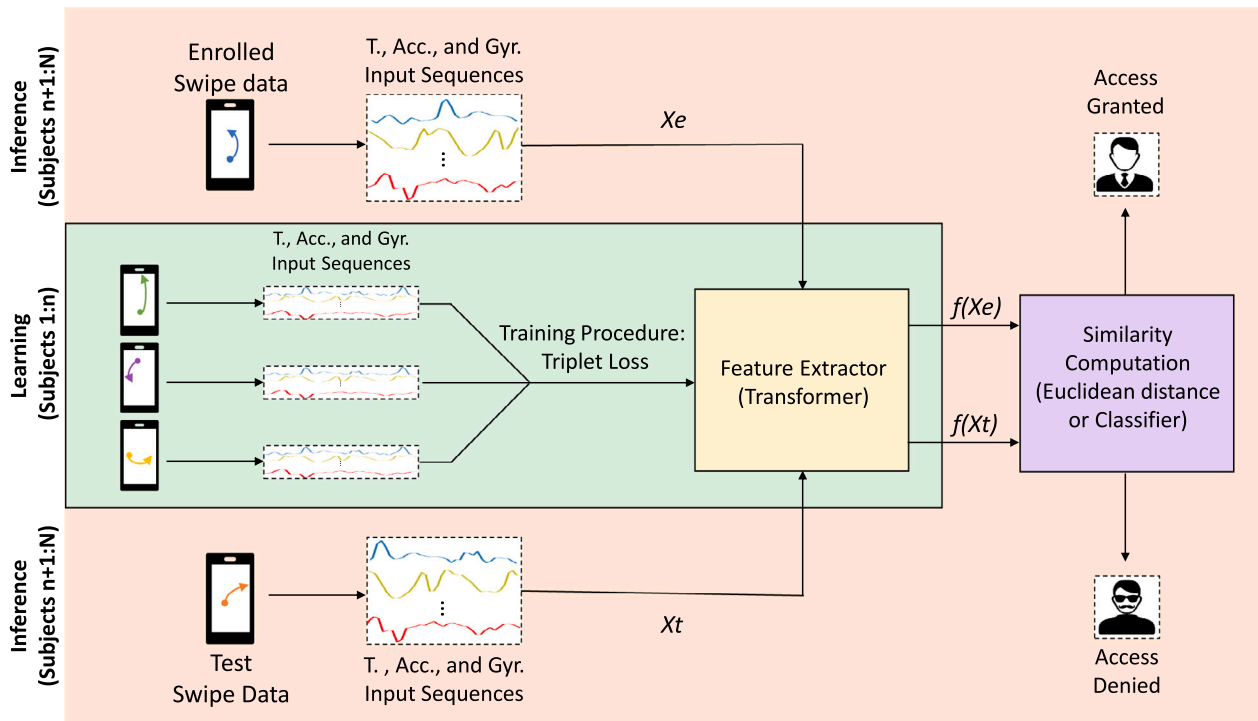 Inference
(Subjects n+1:N)
Enrolled
Swipe data
T., Acc., and Gyr.
Input Sequences
Xe
Access
Granted
Learning
(Subjects 1:n)
T., Acc., and Gyr.
Input Sequences
Training Procedure:
Triplet Loss
Feature Extractor
(Transformer)
f(Xe)
f(Xt)
Similarity
Computation
(Euclidean distance
or Classifier)
Inference
(Subjects n+1:N)
Test
Swipe Data
T. , Acc., and Gyr.
Input Sequences
Xt
Access
Denied